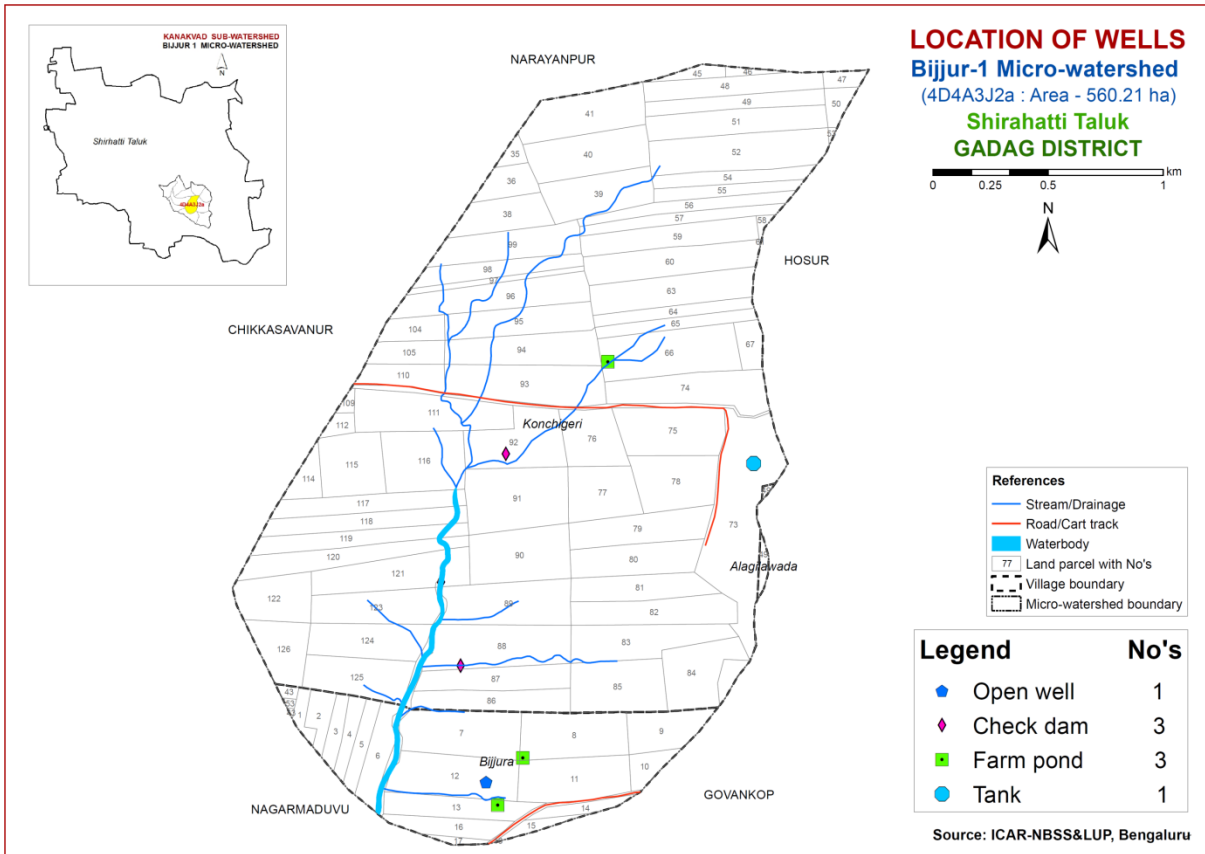 KANAKVAD SUB-WATERSHED
BIJJUR 1 MICRO-WATERSHED
N
Shirhatti Taluk
4D4A3J2a
LOCATION OF WELLS
Bijjur-1 Micro-watershed
(4D4A3J2a : Area - 560.21 ha)
Shirahatti Taluk
GADAG DISTRICT
km
0 0.25 0.5 1
N
NARAYANPUR
HOSUR
CHIKKASAVANUR
45 46 47
48
49 50
41 51
35 40 52
36 54
39 55
38 56
57 58
99 59
98 60
97
96 63
95 64
104 65
94 66 67
105
110 93 74
109
111
Konchigeri
112 92 76 75
115 116
114 91 77 78
117
118 79 73
119
120 90 80
Alagilawada
121 81
122 123 89 82
124 88 83
126 87 84
125 85
86
43
53
43 1 2 3 4 5 6
7 8 9
Bijjura
12 11 10
13 14
16 15
17
NAGARMADUVU
GOVANKOP
References
Stream/Drainage
Road/Cart track
Waterbody
77 Land parcel with No's
Village boundary
Micro-watershed boundary
Legend No's
Open well 1
Check dam 3
Farm pond 3
Tank 1
Source: ICAR-NBSS&LUP, Bengaluru